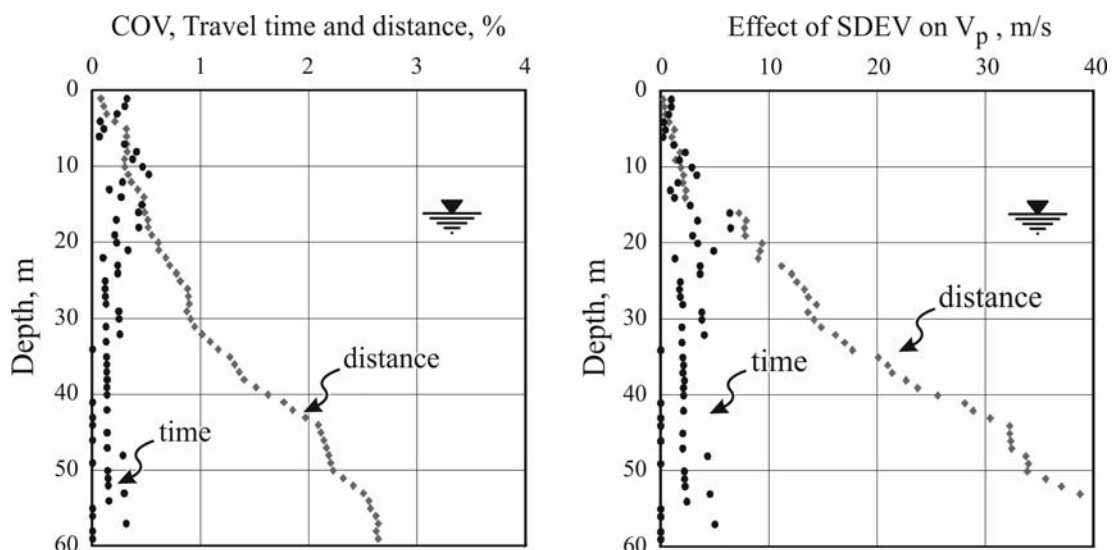 COV, Travel time and distance, %
0 1 2 3 4
0
10
20
30
40
50
60
Depth, m
distance
time
Effect of SDEV on Vp , m/s
0 10 20 30 40
0
10
20
30
40
50
60
Depth, m
distance
time